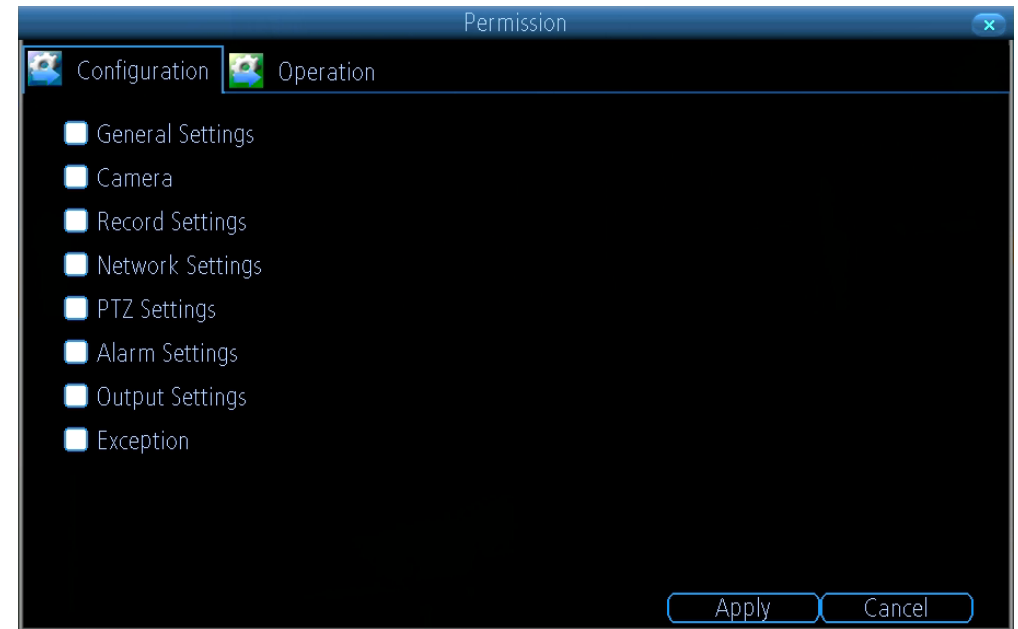 Permission
Configuration Operation
General Settings
Camera
Record Settings
Network Settings
PTZ Settings
Alarm Settings
Output Settings
Exception
Apply Cancel